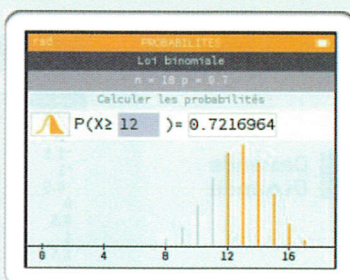 rad PROBABILITES
Loi binomiale
n = 18 p = 0.7
Calculer les probabilités
P(X≥ 12 )= 0.7216964
0 4 8 12 16